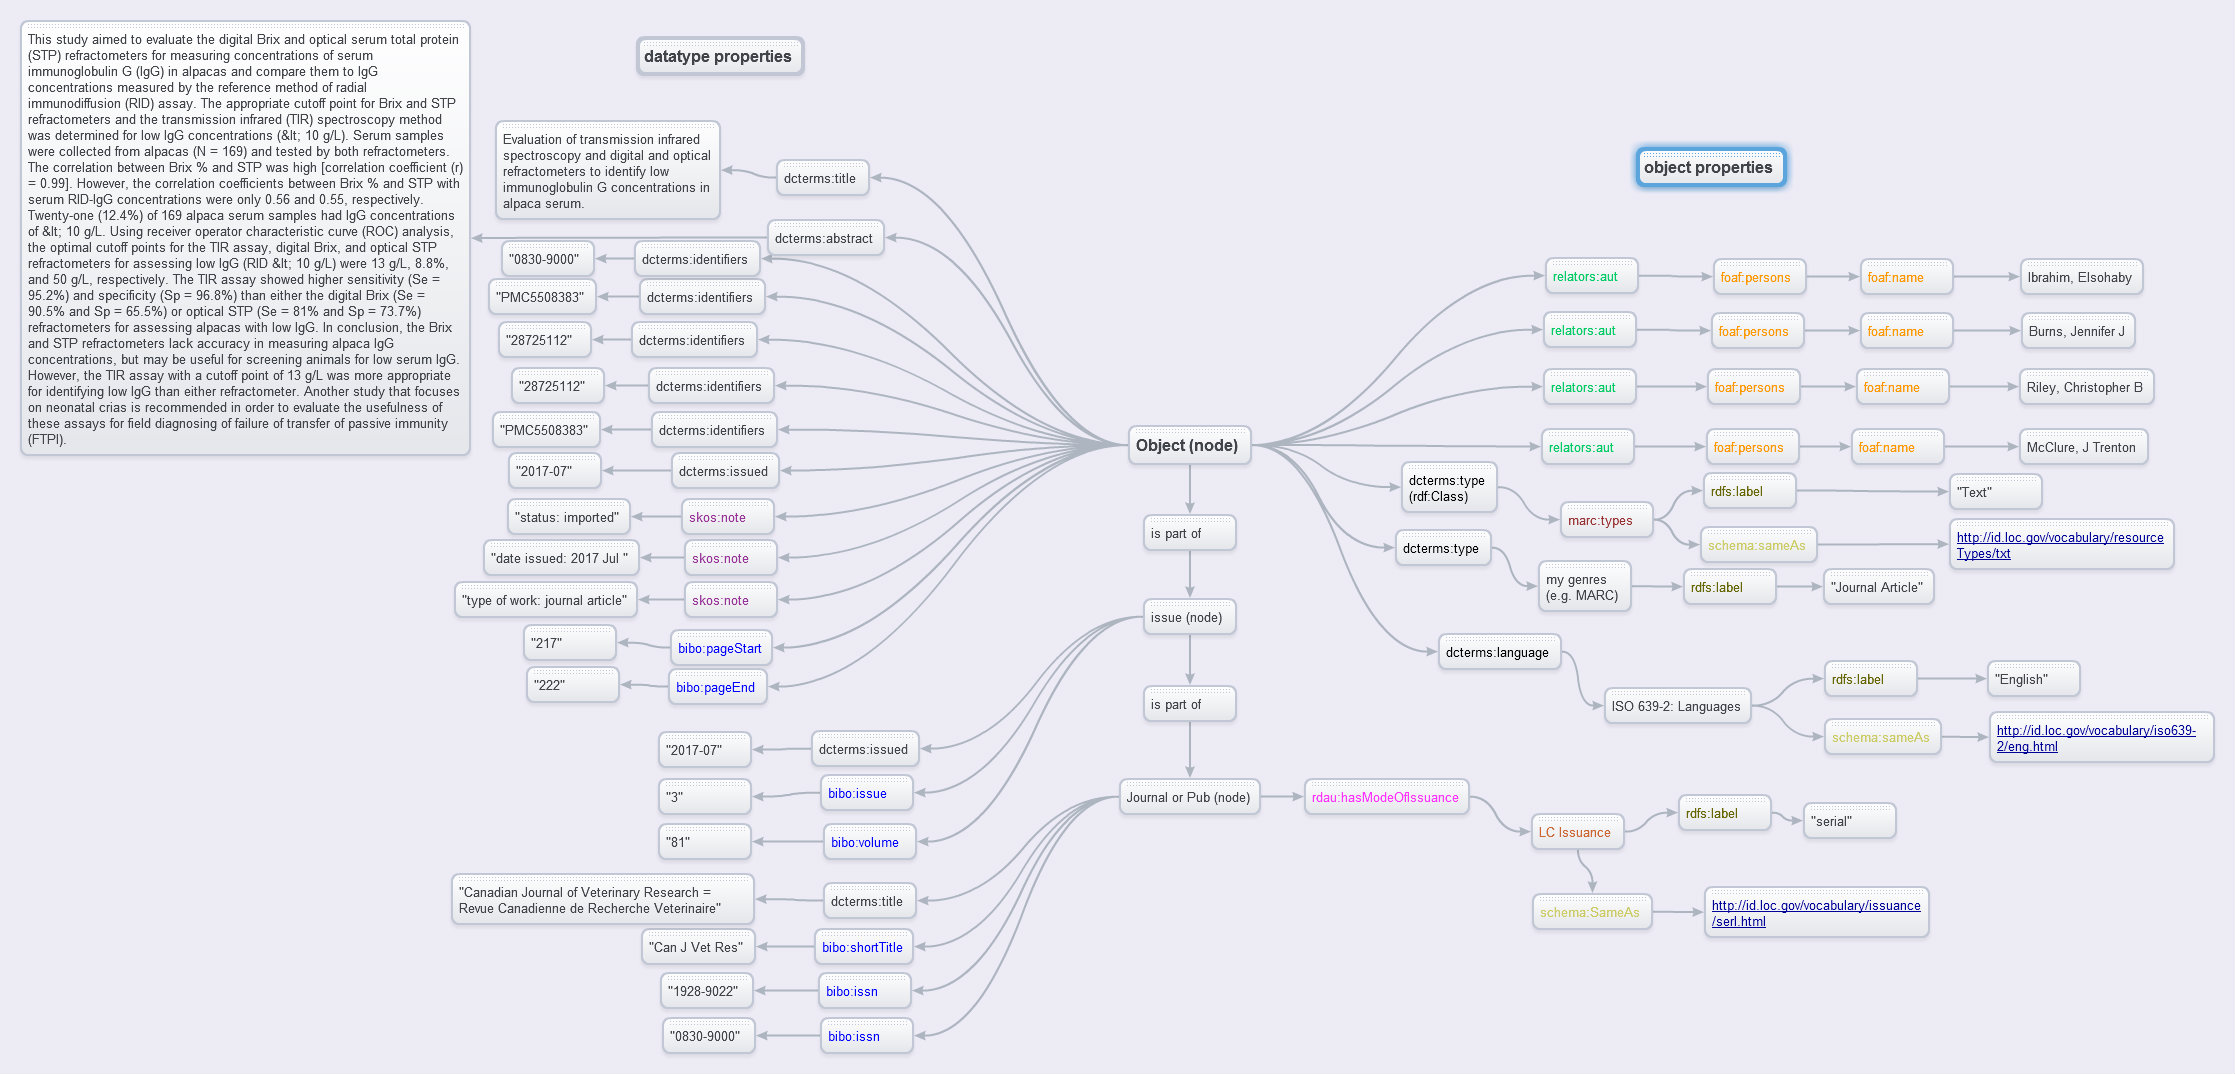 This study aimed to evaluate the digital Brix and optical serum total protein
(STP) refractometers for measuring concentrations of serum
immunoglobulin G (IgG) in alpacas and compare them to IgG
concentrations measured by the reference method of radial
immunodiffusion (RID) assay. The appropriate cutoff point for Brix and STP
refractometers and the transmission infrared (TIR) spectroscopy method
was determined for low IgG concentrations (&lt; 10 g/L). Serum samples
were collected from alpacas (N = 169) and tested by both refractometers.
The correlation between Brix % and STP was high [correlation coefficient (r)
= 0.99]. However, the correlation coefficients between Brix % and STP with
serum RID-IgG concentrations were only 0.56 and 0.55, respectively.
Twenty-one (12.4%) of 169 alpaca serum samples had IgG concentrations
of &lt; 10 g/L. Using receiver operator characteristic curve (ROC) analysis,
the optimal cutoff points for the TIR assay, digital Brix, and optical STP
refractometers for assessing low IgG (RID &lt; 10 g/L) were 13 g/L, 8.8%,
and 50 g/L, respectively. The TIR assay showed higher sensitivity (Se =
95.2%) and specificity (Sp = 96.8%) than either the digital Brix (Se =
90.5% and Sp = 65.5%) or optical STP (Se = 81% and Sp = 73.7%)
refractometers for assessing alpacas with low IgG. In conclusion, the Brix
and STP refractometers lack accuracy in measuring alpaca IgG
concentrations, but may be useful for screening animals for low serum IgG.
However, the TIR assay with a cutoff point of 13 g/L was more appropriate
for identifying low IgG than either refractometer. Another study that focuses
on neonatal crias is recommended in order to evaluate the usefulness of
these assays for field diagnosing of failure of transfer of passive immunity
(FTPI).
datatype properties
Evaluation of transmission infrared
spectroscopy and digital and optical
refractometers to identify low
immunoglobulin G concentrations in
alpaca serum.
dcterms:title
dcterms:abstract
"0830-9000"
dcterms:identifiers
"PMC5508383"
dcterms:identifiers
"28725112"
dcterms:identifiers
"28725112"
dcterms:identifiers
"PMC5508383"
dcterms:identifiers
"2017-07"
dcterms:issued
"status: imported"
skos:note
"date issued: 2017 Jul "
skos:note
"type of work: journal article"
skos:note
"217"
bibo:pageStart
"222"
bibo:pageEnd
Object (node)
is part of
issue (node)
is part of
Journal or Pub (node)
"2017-07"
dcterms:issued
"3"
bibo:issue
"81"
bibo:volume
"Canadian Journal of Veterinary Research =
Revue Canadienne de Recherche Veterinaire"
dcterms:title
"Can J Vet Res"
bibo:shortTitle
"1928-9022"
bibo:issn
"0830-9000"
bibo:issn
object properties
relators:aut
foaf:persons
foaf:name
Ibrahim, Elsohaby
relators:aut
foaf:persons
foaf:name
Burns, Jennifer J
relators:aut
foaf:persons
foaf:name
Riley, Christopher B
relators:aut
foaf:persons
foaf:name
McClure, J Trenton
dcterms:type
(rdf:Class)
marc:types
rdfs:label
"Text"
schema:sameAs
http://id.loc.gov/vocabulary/resource
Types/txt
dcterms:type
my genres
(e.g. MARC)
rdfs:label
"Journal Article"
dcterms:language
ISO 639-2: Languages
rdfs:label
"English"
schema:sameAs
http://id.loc.gov/vocabulary/iso639-
2/eng.html
rdau:hasModeOfIssuance
LC Issuance
rdfs:label
"serial"
schema:SameAs
http://id.loc.gov/vocabulary/issuance
/serl.html